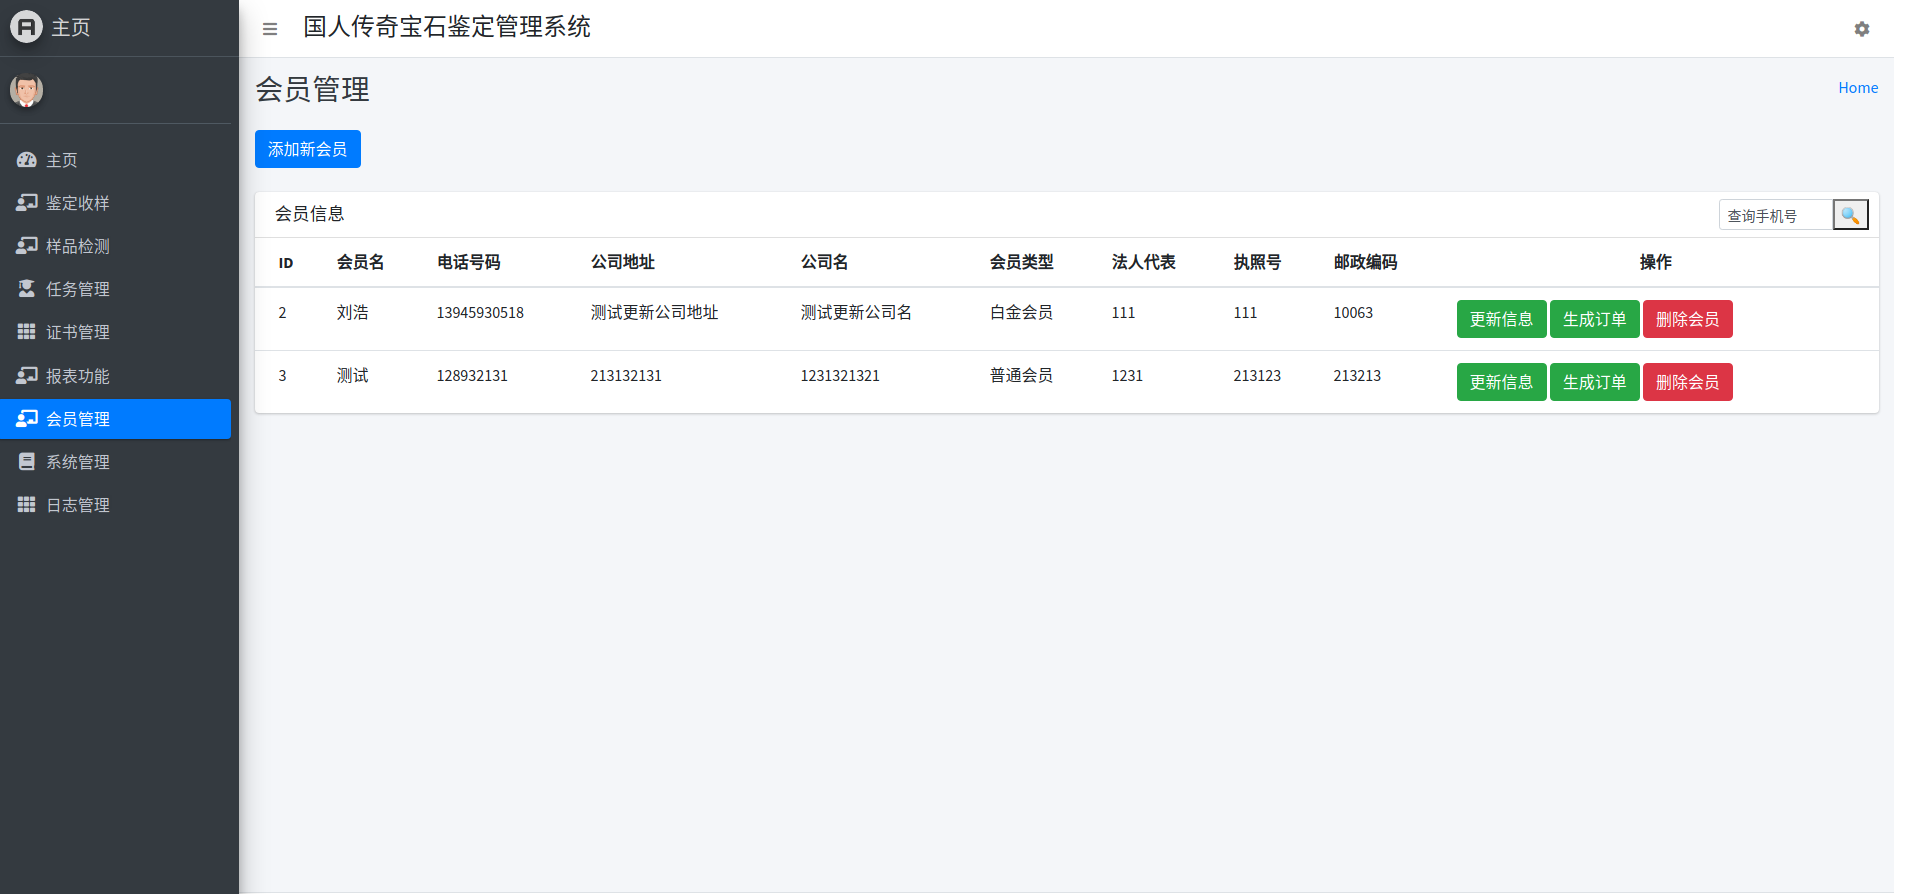 主页
国人传奇宝石鉴定管理系统
会员管理
Home
主页
鉴定收样
样品检测
任务管理
证书管理
报表功能
会员管理
系统管理
日志管理
添加新会员
会员信息
查询手机号
ID 会员名 电话号码 公司地址 公司名 会员类型 法人代表 执照号 邮政编码 操作
2 刘浩 13945930518 测试更新公司地址 测试更新公司名 白金会员 111 111 10063 更新信息 生成订单 删除会员
3 测试 128932131 213132131 1231321321 普通会员 1231 213123 213213 更新信息 生成订单 删除会员